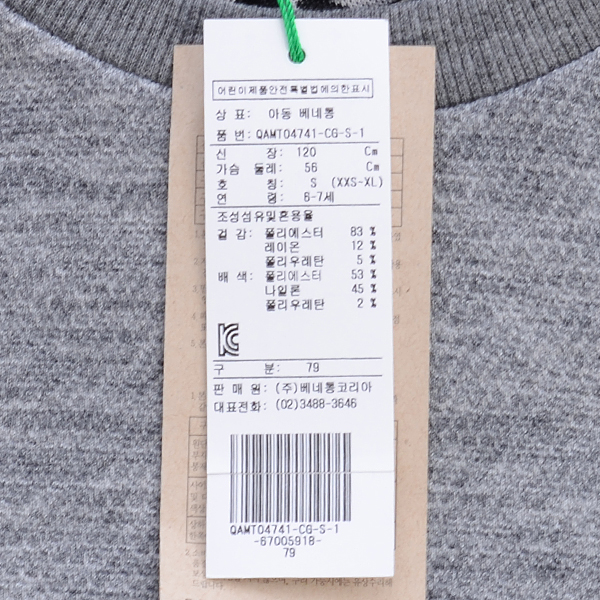 어린이제품안전특별법에의한표시
상 표: 아동 베네통
품 번: QAMT04741-CG-S-1
신 장: 120 Cm
가슴 둘레: 56 Cm
호 칭: S (XXS-XL)
연 령: 6-7세
조성섬유및혼용율
겉 감: 폴리에스터 83 %
레이온 12 %
폴리우레탄 5 %
배 색: 폴리에스터 53 %
나일론 45 %
폴리우레탄 2 %
KC
구 분: 79
판 매 원: (주)베네통코리아
대표전화: (02)3488-3646
QAMT04741-CG-S-1
-67005918-
79